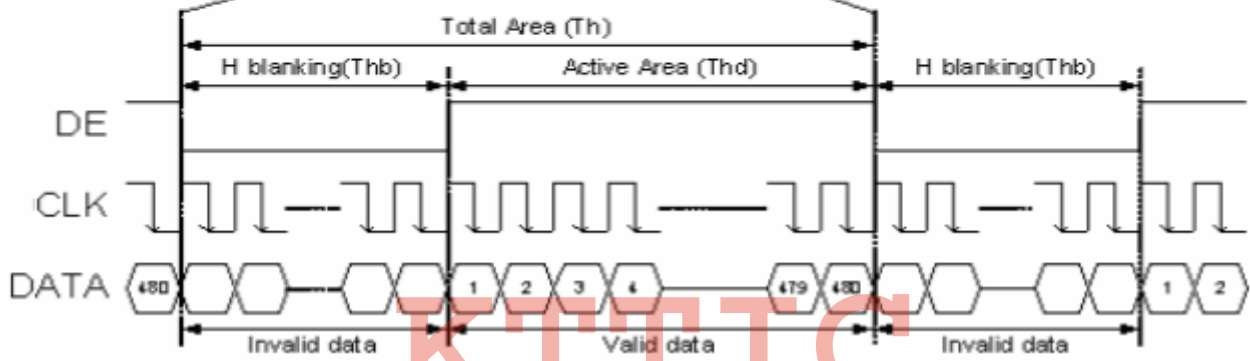 Total Area (Th)
H blanking(Thb) Active Area (Thd) H blanking(Thb)
DE
CLK
DATA 480 1 2 3 4 479 480 1 2
Invalid data Valid data Invalid data
KTTTC